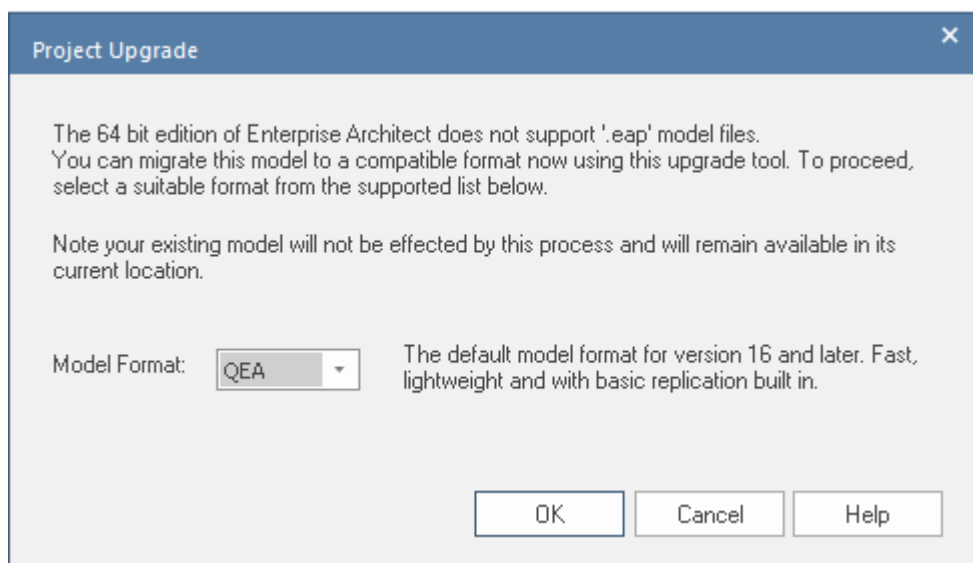 Project Upgrade
The 64 bit edition of Enterprise Architect does not support '.eap' model files.
You can migrate this model to a compatible format now using this upgrade tool. To proceed,
select a suitable format from the supported list below.
Note your existing model will not be effected by this process and will remain available in its
current location.
Model Format:
QEA
The default model format for version 16 and later. Fast,
lightweight and with basic replication built in.
OK
Cancel
Help